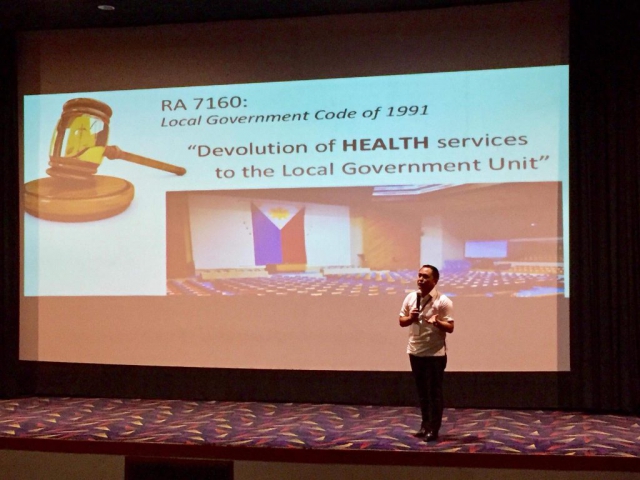 RA 7160:
Local Government Code of 1991
“Devolution of HEALTH services
to the Local Government Unit”